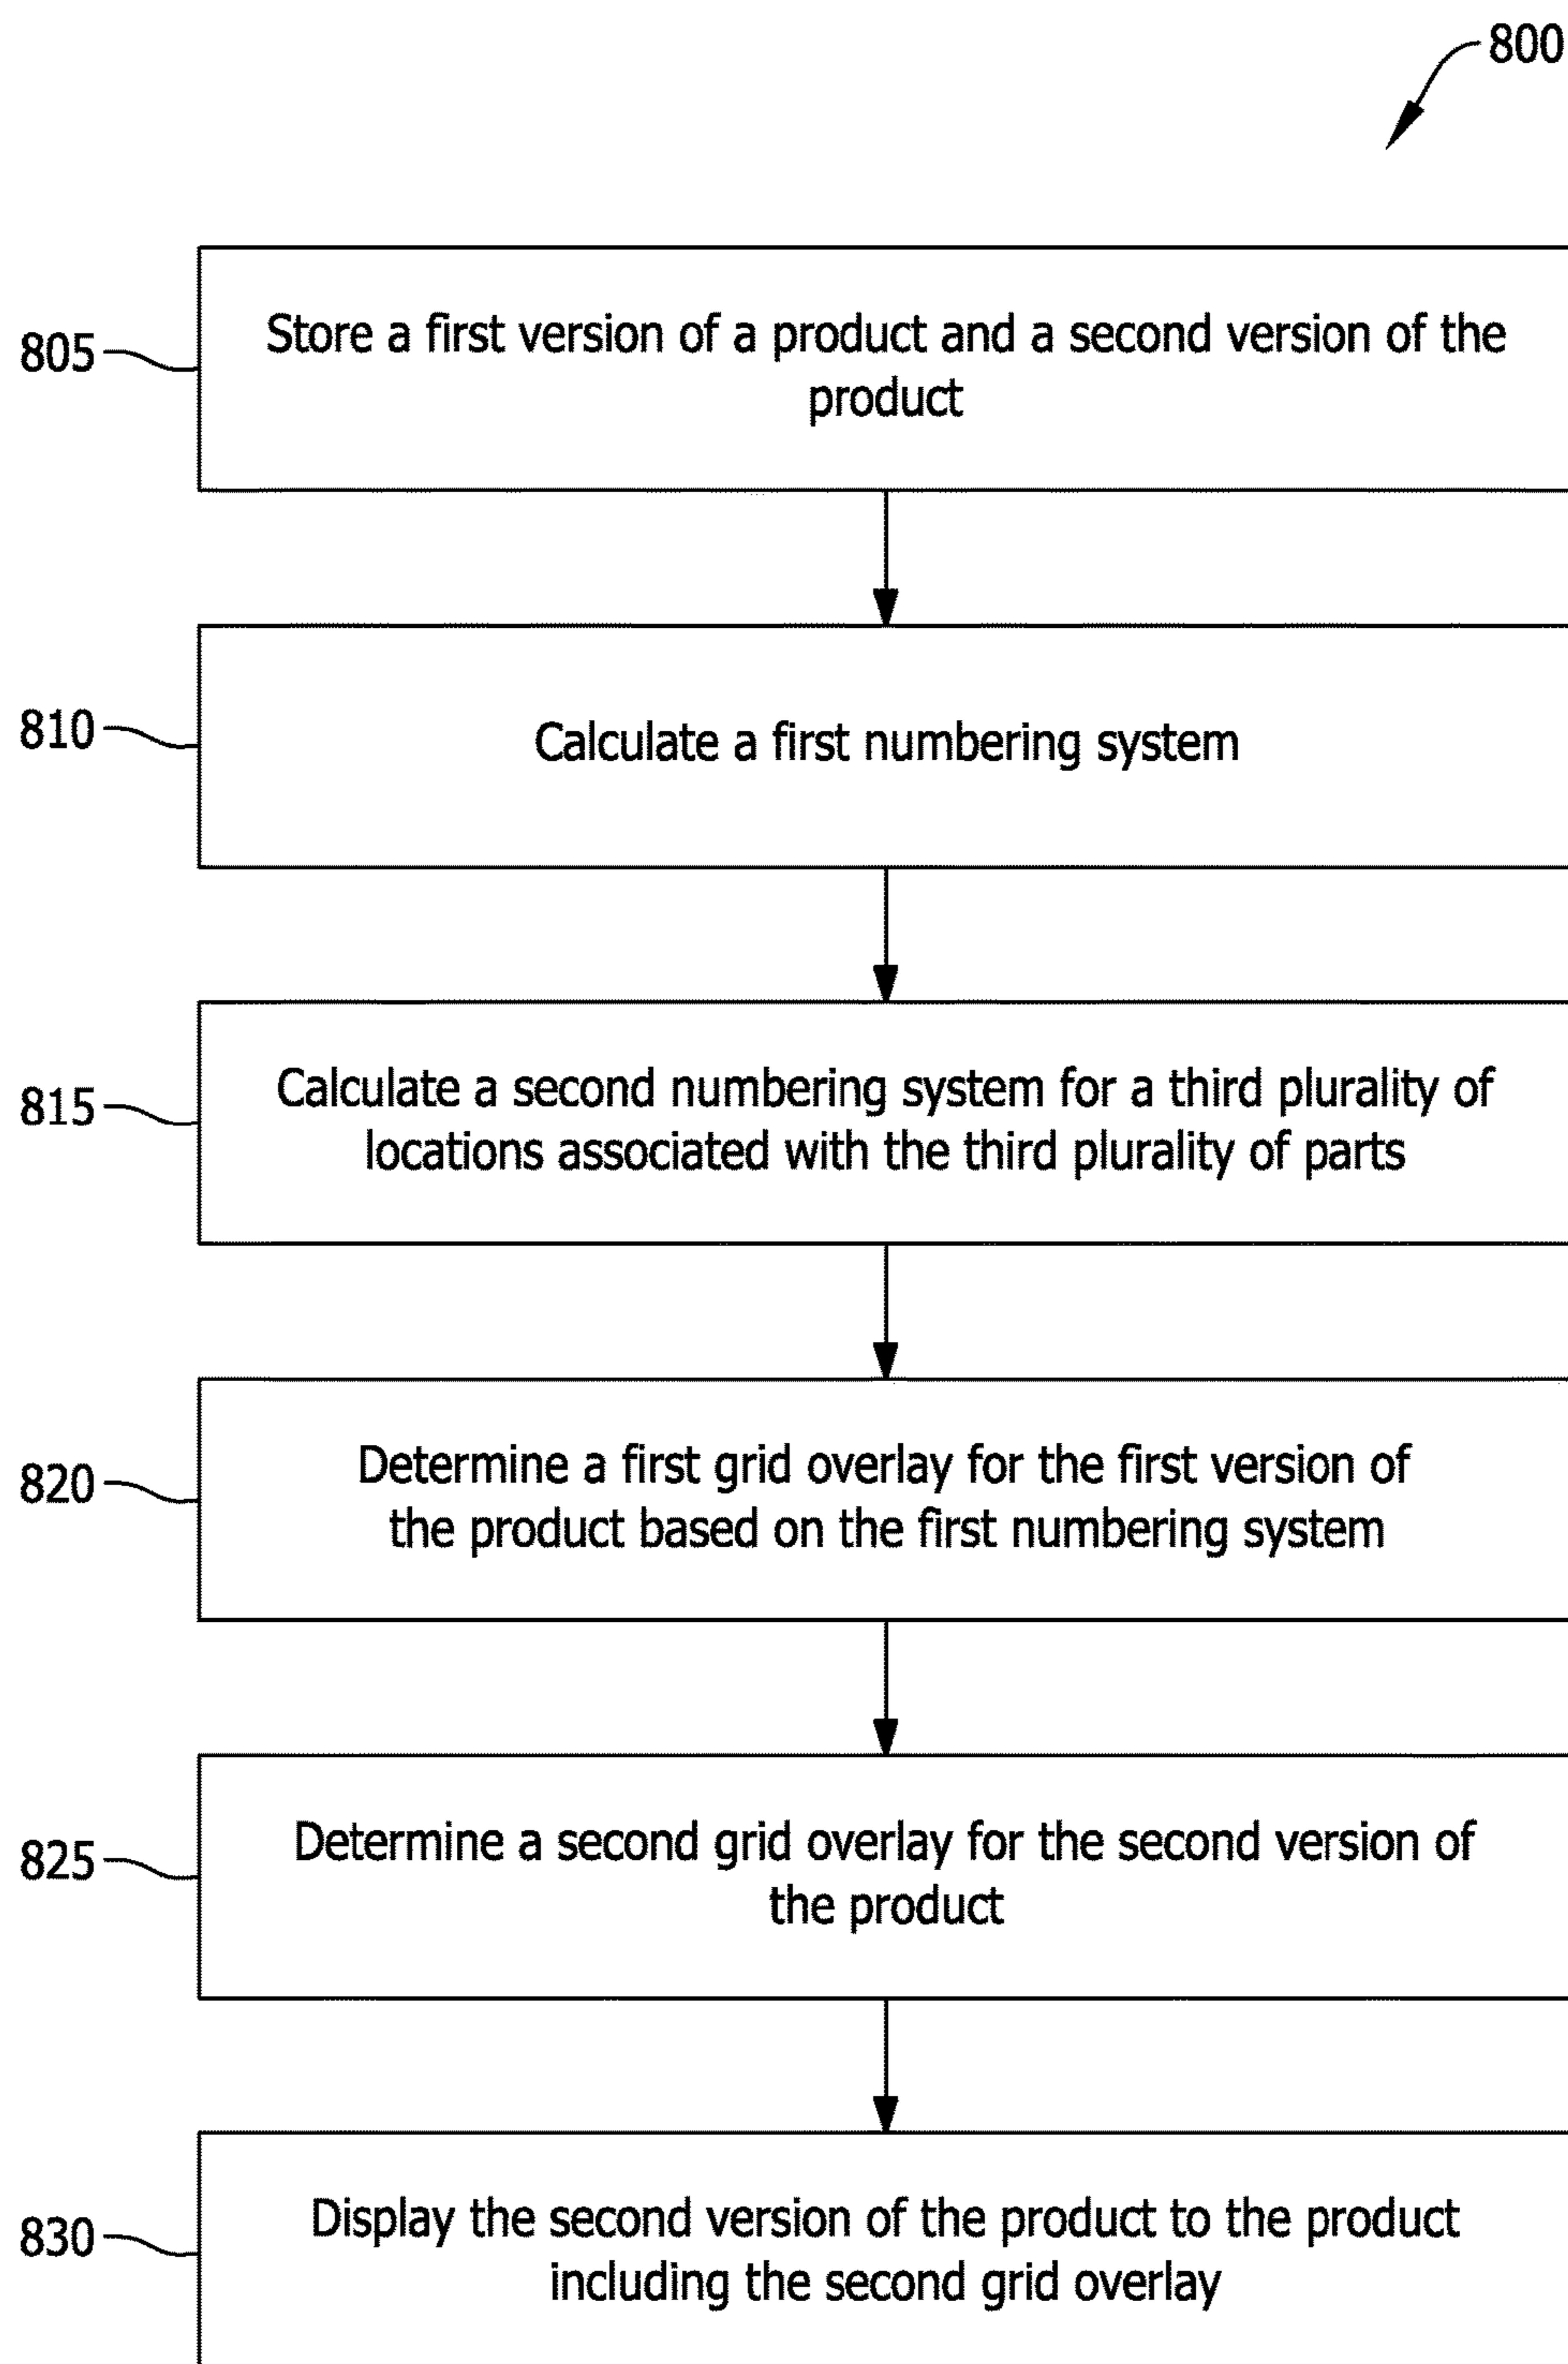 800
805
Store a first version of a product and a second version of the
product
810
Calculate a first numbering system
815
Calculate a second numbering system for a third plurality of
locations associated with the third plurality of parts
820
Determine a first grid overlay for the first version of
the product based on the first numbering system
825
Determine a second grid overlay for the second version of
the product
830
Display the second version of the product to the product
including the second grid overlay